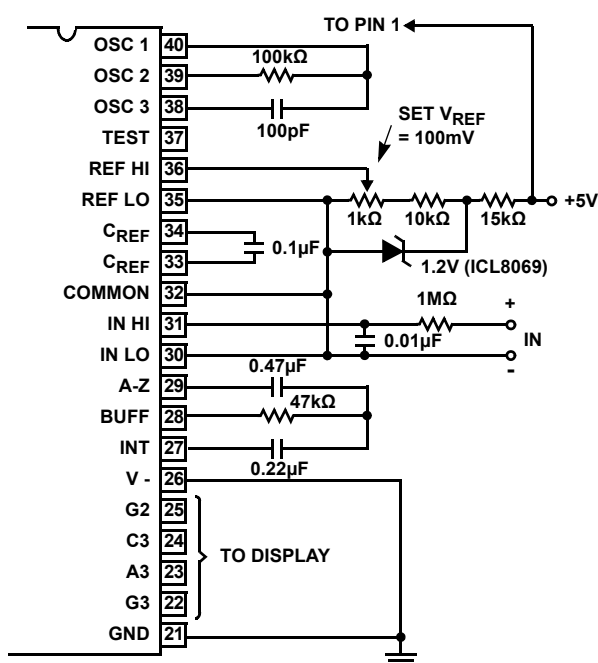 TO PIN 1
OSC 1 40
100kΩ
OSC 2 39
OSC 3 38
100pF
SET VREF
= 100mV
TEST 37
REF HI 36
REF LO 35
1kΩ 10kΩ 15kΩ
+5V
CREF 34
0.1µF
CREF 33
1.2V (ICL8069)
COMMON 32
1MΩ
+
IN HI 31
0.01µF
IN
IN LO 30
-
0.47µF
A-Z 29
47kΩ
BUFF 28
INT 27
0.22µF
V - 26
G2 25
C3 24
TO DISPLAY
A3 23
G3 22
GND 21